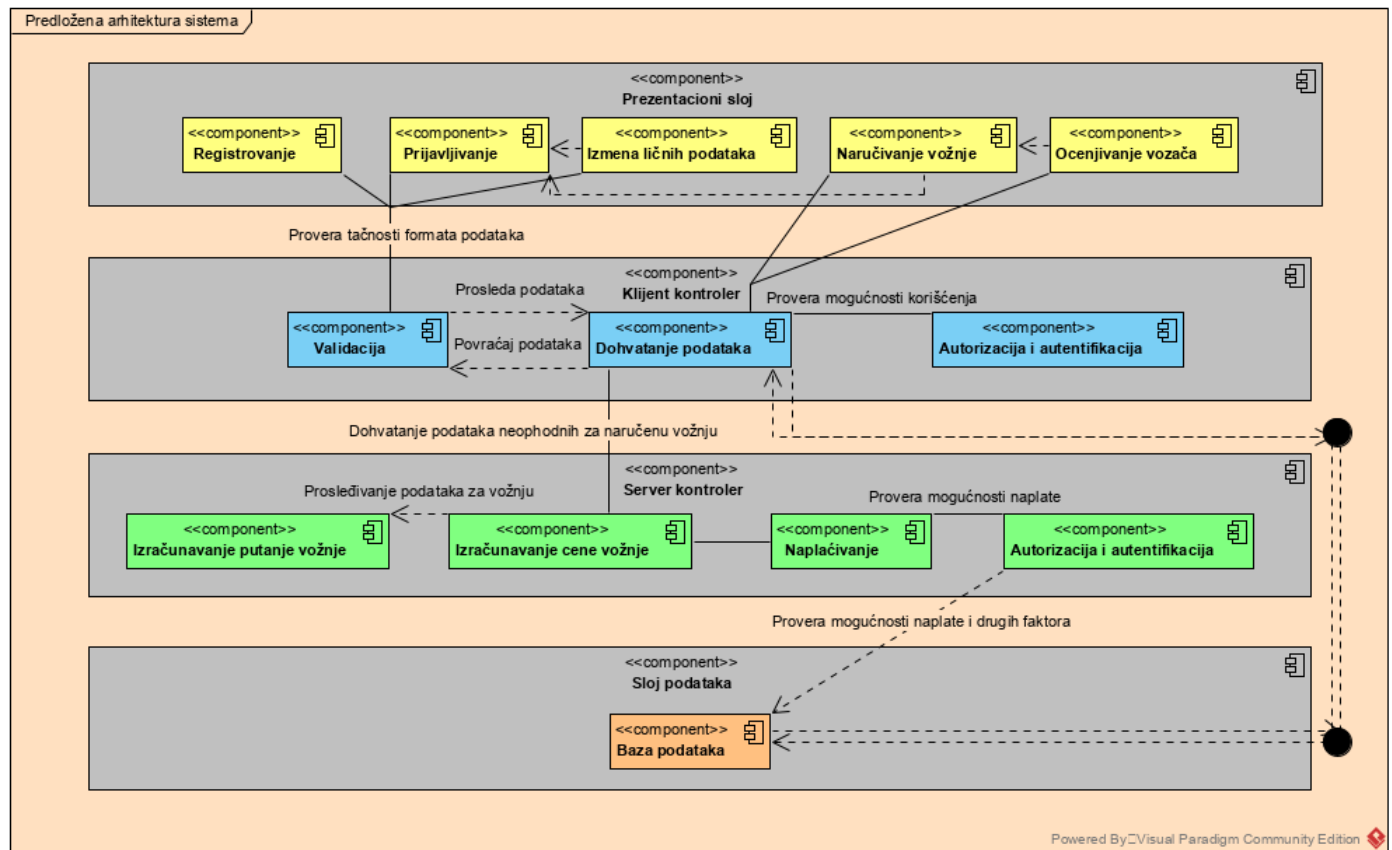 Predložena arhitektura sistema
<<component>>
Prezentacioni sloj
<<component>>
Registrovanje
<<component>>
Prijavljivanje
<<component>>
Izmena ličnih podataka
<<component>>
Naručivanje vožnje
<<component>>
Ocenjivanje vozača
Provera tačnosti formata podataka
<<component>>
Klijent kontroler
Prosleda podataka
Provera mogućnosti korišćenja
<<component>>
Validacija
Povraćaj podataka
<<component>>
Dohvatanje podataka
<<component>>
Autorizacija i autentifikacija
Dohvatanje podataka neophodnih za naručenu vožnju
<<component>>
Server kontroler
Prosleđivanje podataka za vožnju
Provera mogućnosti naplate
<<component>>
Izračunavanje putanje vožnje
<<component>>
Izračunavanje cene vožnje
<<component>>
Naplaćivanje
<<component>>
Autorizacija i autentifikacija
Provera mogućnosti naplate i drugih faktora
<<component>>
Sloj podataka
<<component>>
Baza podataka
Powered By Visual Paradigm Community Edition